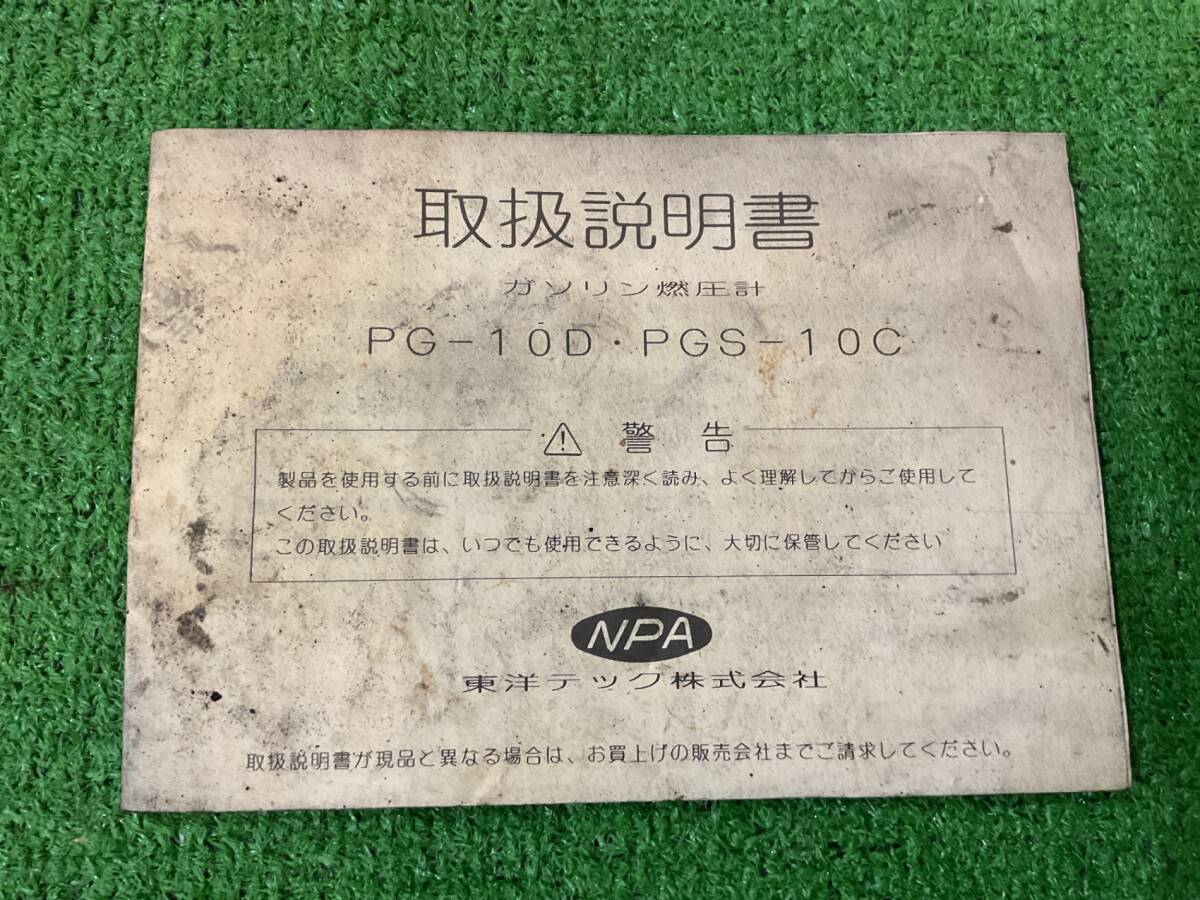 取扱説明書
ガソリン燃圧計
PG-10D・PGS-10C
⚠ 警告
製品を使用する前に取扱説明書を注意深く読み、よく理解してからご使用して
ください。
この取扱説明書は、いつでも使用できるように、大切に保管してください
NPA
東洋テック株式会社
取扱説明書が現品と異なる場合は、お買上げの販売会社までご請求してください。